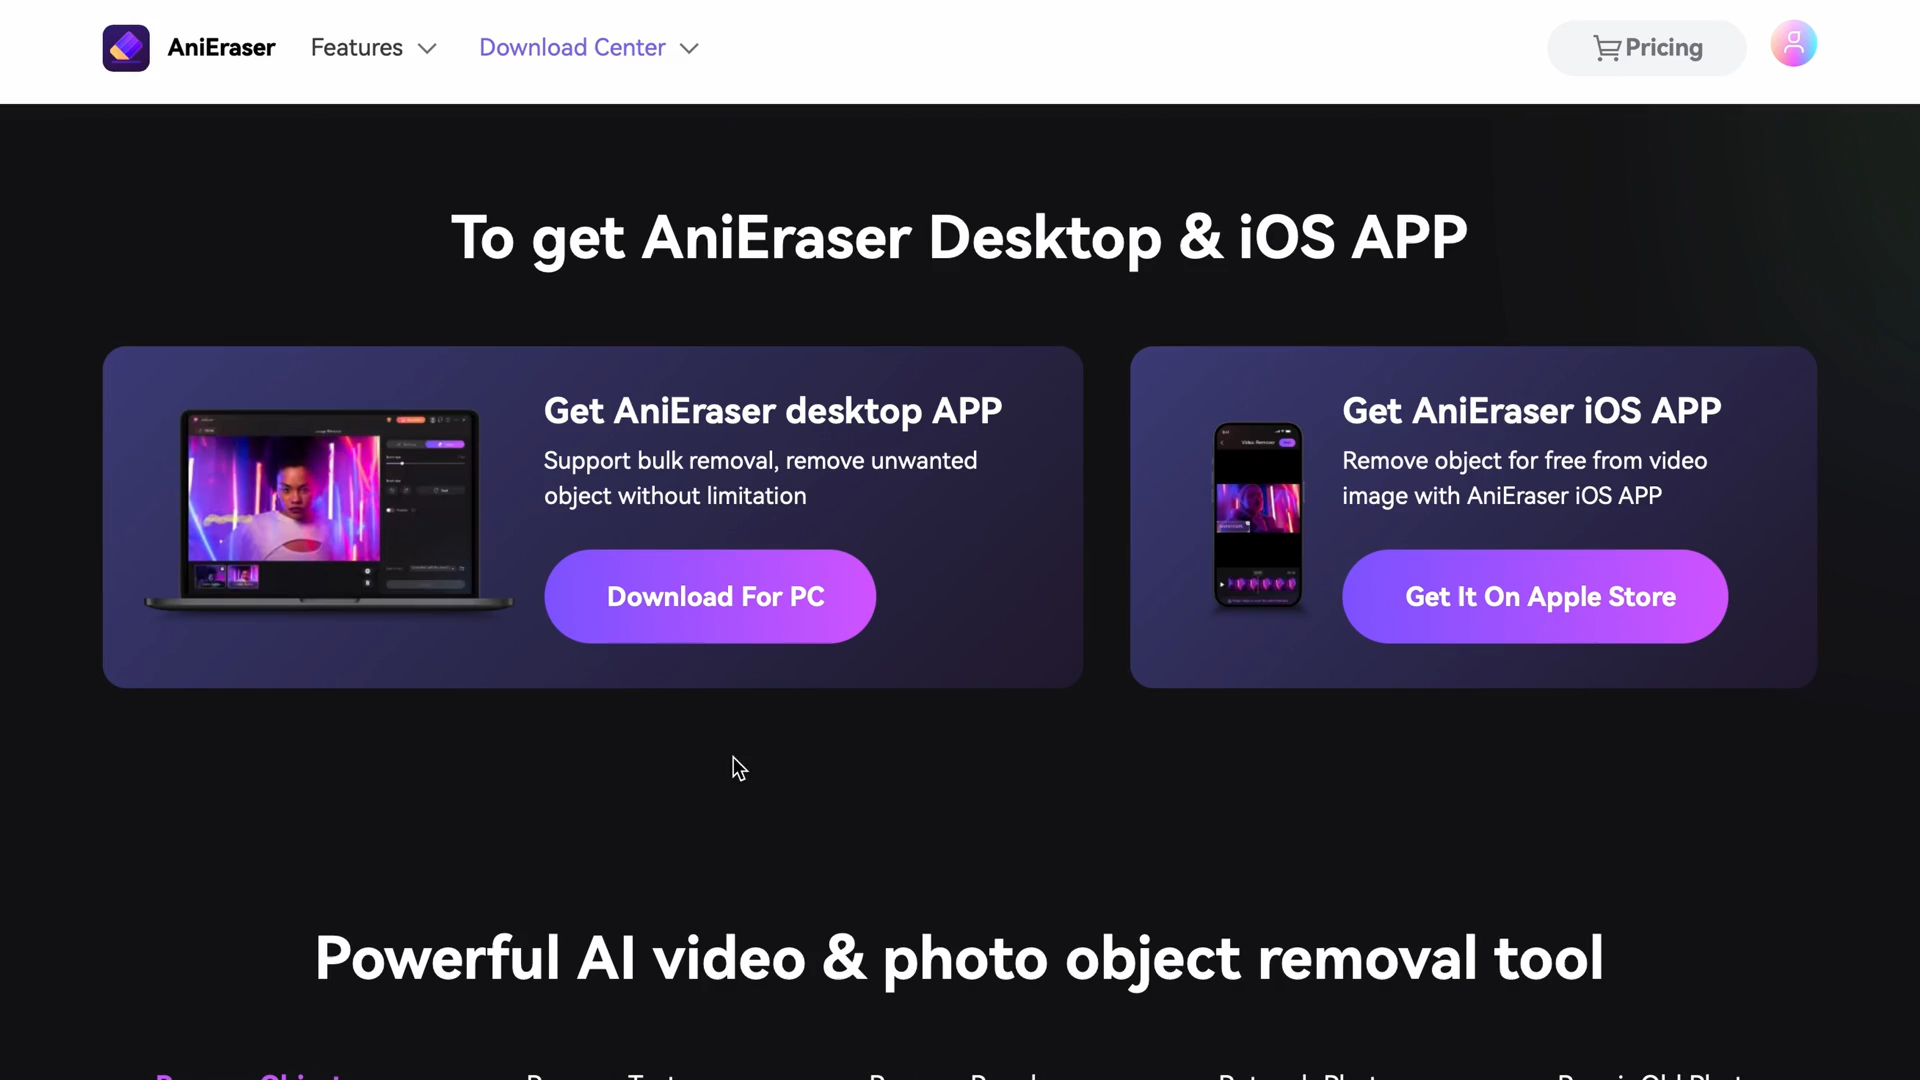 AniEraser
Features
Download Center
Pricing
To get AniEraser Desktop & iOS APP
Get AniEraser desktop APP
Support bulk removal, remove unwanted
object without limitation
Download For PC
Get AniEraser iOS APP
Remove object for free from video
image with AniEraser iOS APP
Get It On Apple Store
Video Remover
Powerful AI video & photo object removal tool